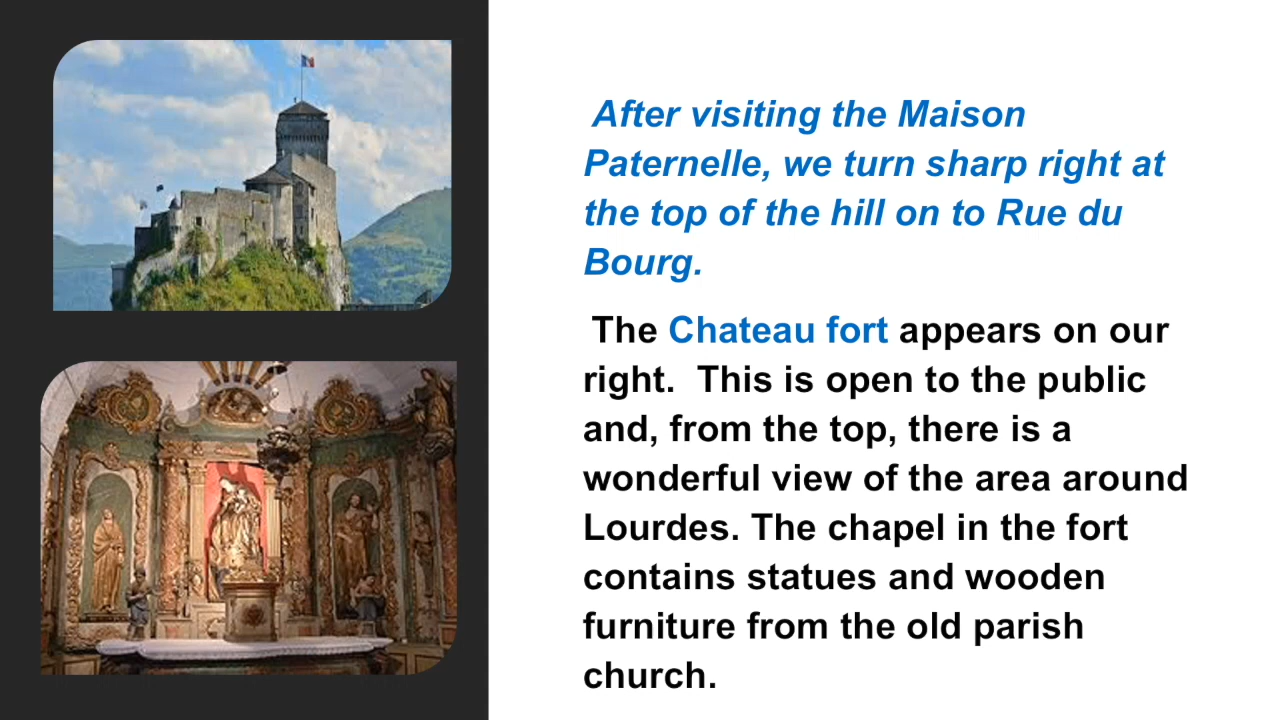 After visiting the Maison
Paternelle, we turn sharp right at
the top of the hill on to Rue du
Bourg.
The Chateau fort appears on our
right.  This is open to the public
and, from the top, there is a
wonderful view of the area around
Lourdes. The chapel in the fort
contains statues and wooden
furniture from the old parish
church.